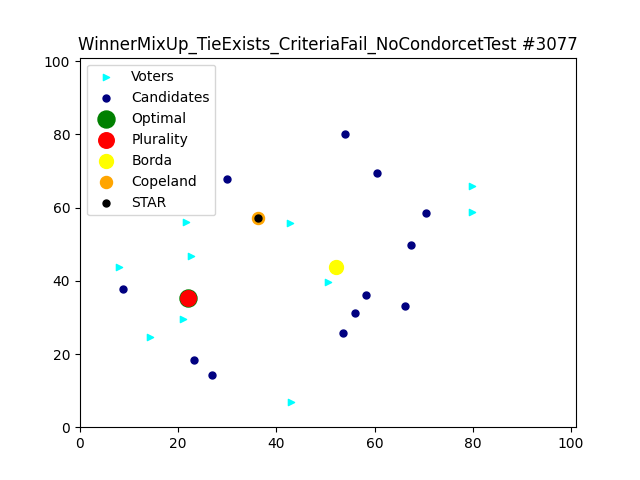 WinnerMixUp_TieExists_CriteriaFail_NoCondorcetTest #3077
Voters
Candidates
Optimal
Plurality
Borda
Copeland
STAR
100
80
60
40
20
0
0 20 40 60 80 100